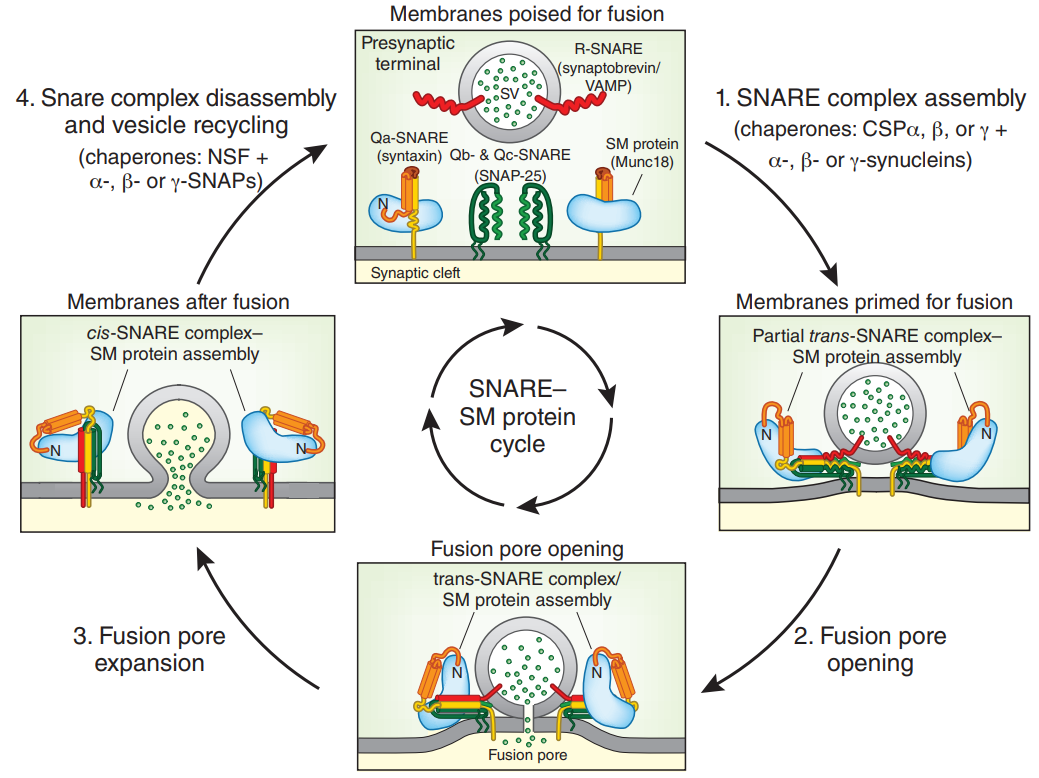 Membranes poised for fusion
Presynaptic
terminal
R-SNARE
(synaptobrevin/
VAMP)
SV
Qa-SNARE
(syntaxin)
Qb- & Qc-SNARE
(SNAP-25)
SM protein
(Munc18)
N
Synaptic cleft
1. SNARE complex assembly
(chaperones: CSPα, β, or γ +
α-, β- or γ-synucleins)
Membranes primed for fusion
Partial trans-SNARE complex–
SM protein assembly
N
N
2. Fusion pore
opening
Fusion pore opening
trans-SNARE complex/
SM protein assembly
N
N
Fusion pore
3. Fusion pore
expansion
Membranes after fusion
cis-SNARE complex–
SM protein assembly
N
N
4. Snare complex disassembly
and vesicle recycling
(chaperones: NSF +
α-, β- or γ-SNAPs)
SNARE–
SM protein
cycle